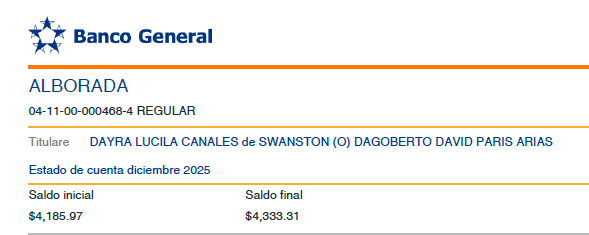 Banco General
ALBORADA
04-11-00-000468-4 REGULAR
Titulare DAYRA LUCILA CANALES de SWANSTON (O) DAGOBERTO DAVID PARIS ARIAS
Estado de cuenta diciembre 2025
Saldo inicial Saldo final
$4,185.97 $4,333.31